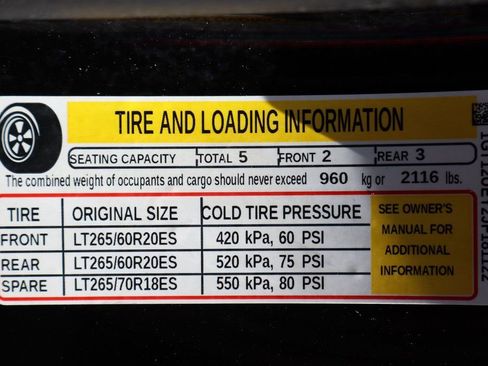 TIRE AND LOADING INFORMATION
SEATING CAPACITY TOTAL 5 FRONT 2 REAR 3
The combined weight of occupants and cargo should never exceed 960 kg or 2116 lbs.
TIRE ORIGINAL SIZE COLD TIRE PRESSURE
FRONT LT265/60R20ES 420 kPa, 60 PSI
REAR LT265/60R20ES 520 kPa, 75 PSI
SPARE LT265/70R18ES 550 kPa, 80 PSI
SEE OWNER'S
MANUAL FOR
ADDITIONAL
INFORMATION